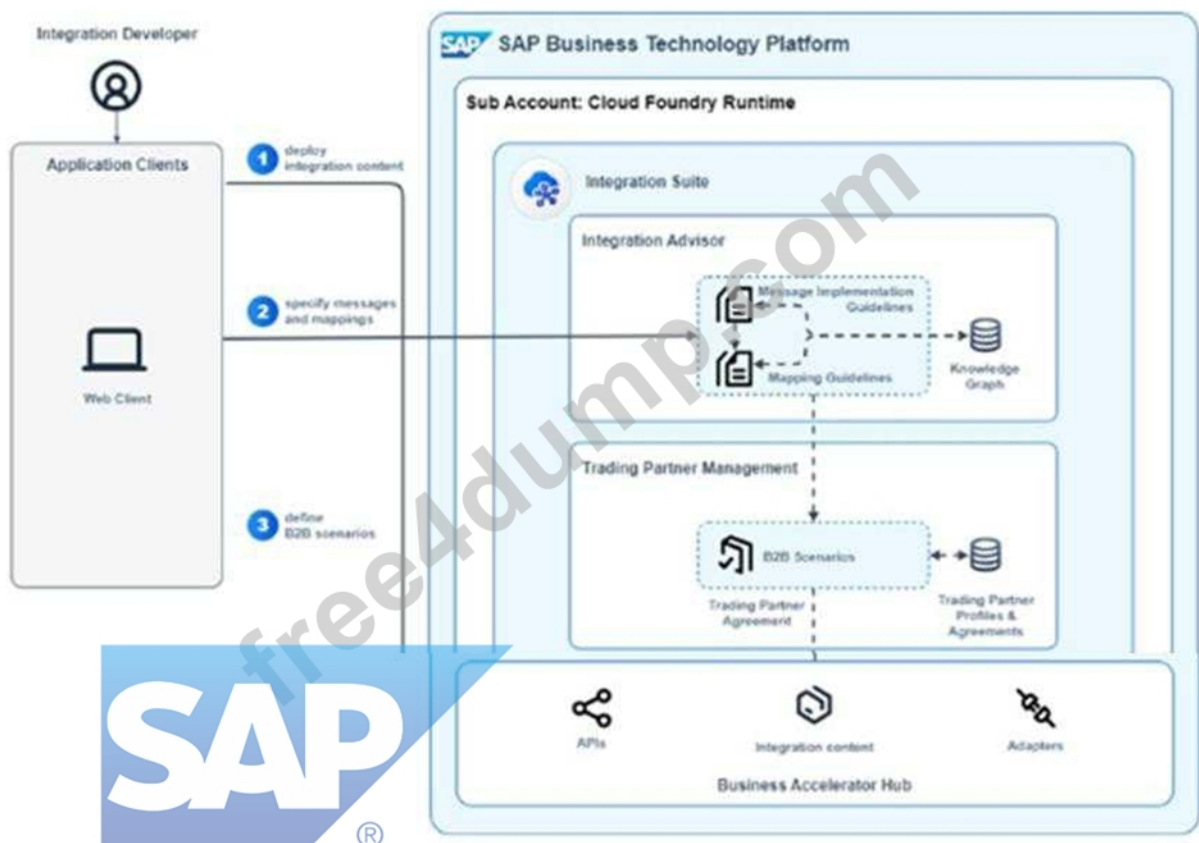 Integration Developer
SAP SAP Business Technology Platform
Sub Account: Cloud Foundry Runtime
Application Clients
1 deploy
integration content
Integration Suite
Integration Advisor
Message Implementation
Guidelines
2 specify messages
and mappings
Mapping Guidelines
Knowledge
Graph
Web Client
Trading Partner Management
3 define
B2B scenarios
B2B Scenarios
Trading Partner
Agreement
Trading Partner
Profiles &
Agreements
SAP
®
APIs
Integration content
Adapters
Business Accelerator Hub
free4dump.com